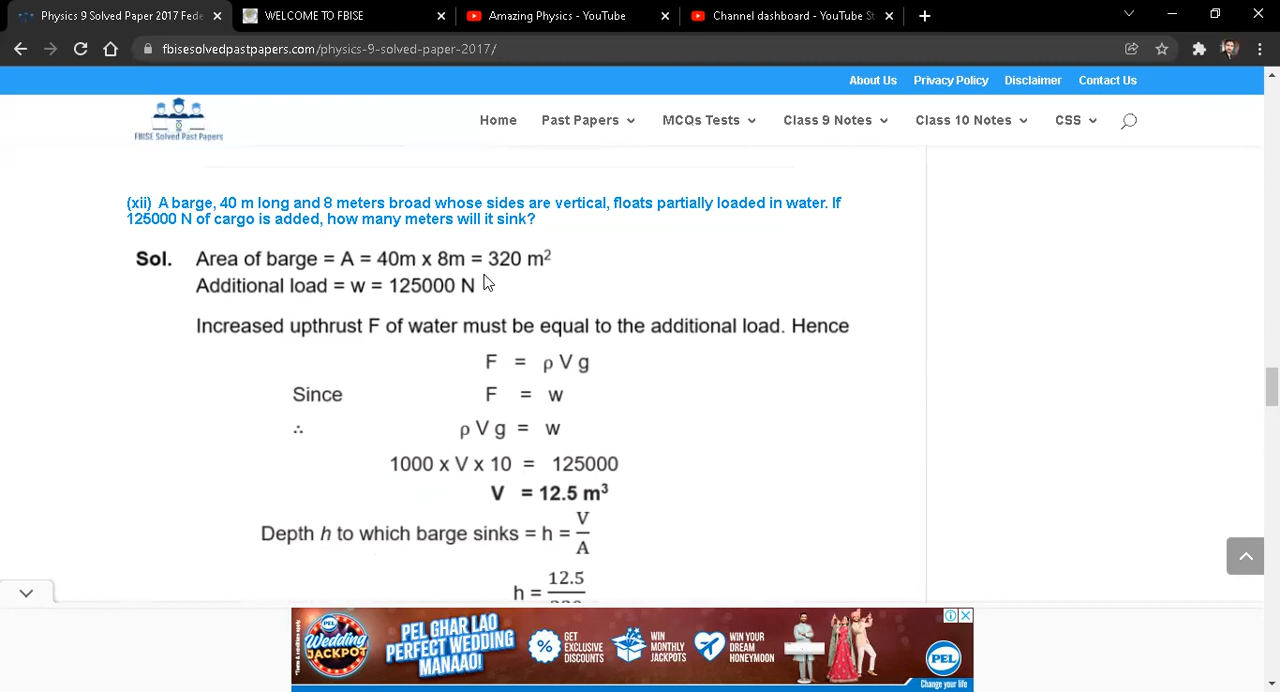 Physics 9 Solved Paper 2017 Fede
WELCOME TO FBISE
Amazing Physics - YouTube
Channel dashboard - YouTube St
fbisesolvedpastpapers.com/physics-9-solved-paper-2017/
About Us Privacy Policy Disclaimer Contact Us
FBISE Solved Past Papers
Home Past Papers MCQs Tests Class 9 Notes Class 10 Notes CSS
(xii) A barge, 40 m long and 8 meters broad whose sides are vertical, floats partially loaded in water. If
125000 N of cargo is added, how many meters will it sink?
Sol. Area of barge = A = 40m x 8m = 320 m²
Additional load = w = 125000 N
Increased upthrust F of water must be equal to the additional load. Hence
F = ρ V g
Since F = w
∴ ρ V g = w
1000 x V x 10 = 125000
V = 12.5 m³
Depth h to which barge sinks = h = V
A
h = 12.5
PEL Wedding JACKPOT
PEL GHAR LAO
PERFECT WEDDING
MANAAO!
% GET
EXCLUSIVE
DISCOUNTS
WIN
MONTHLY
JACKPOTS
WIN YOUR
DREAM
HONEYMOON
PEL
Change your life